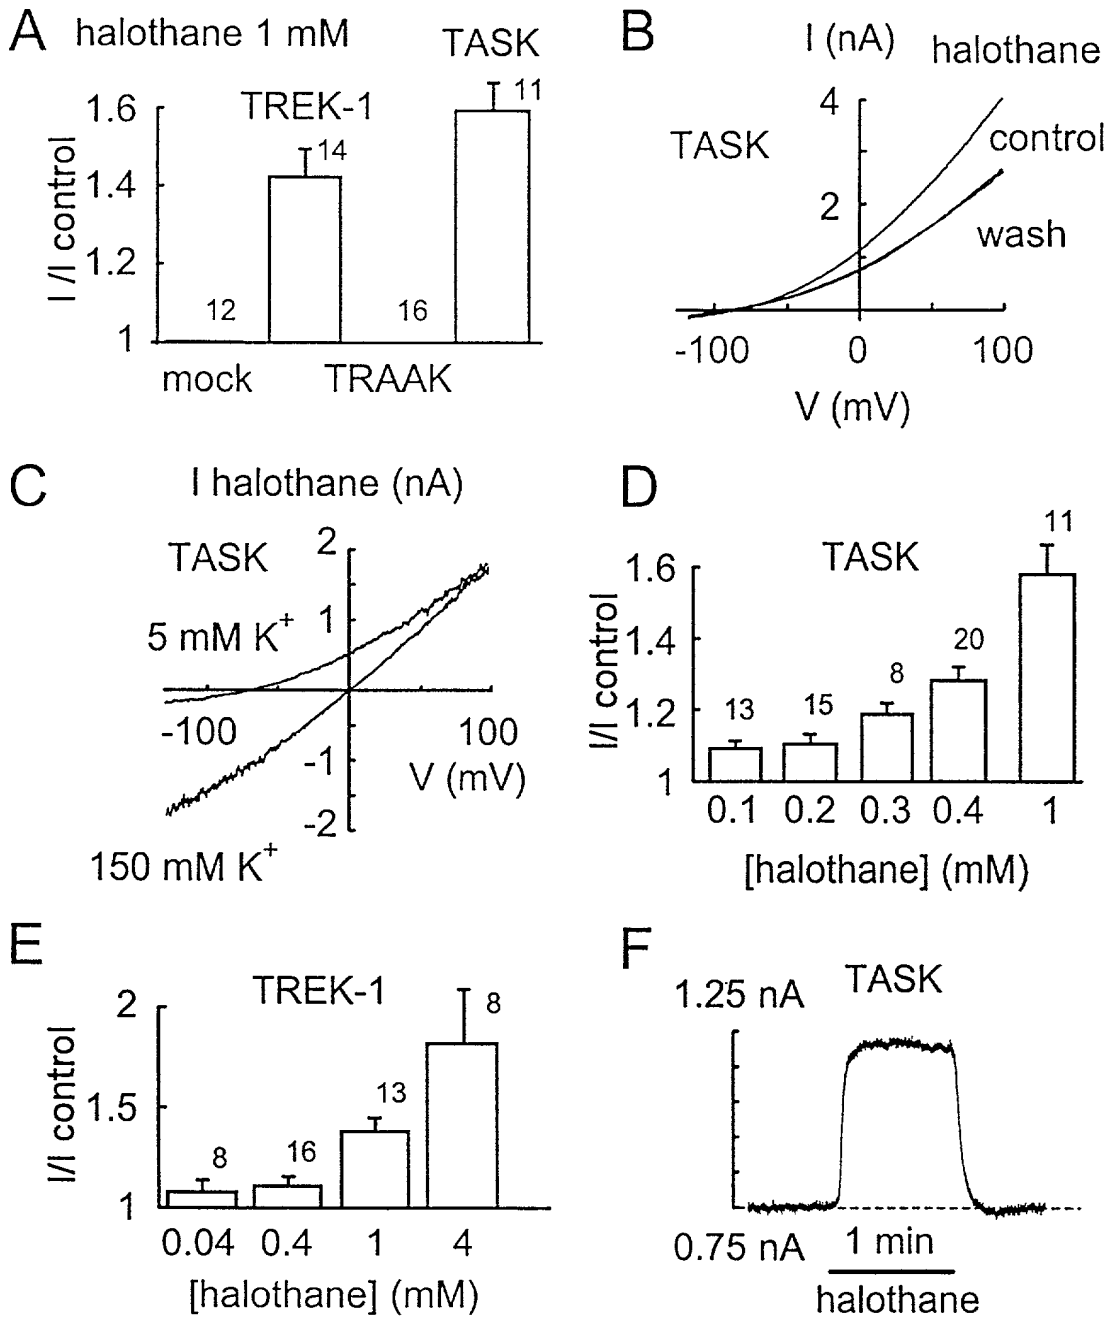 A halothane 1 mM
TASK
TREK-1
11
14
12
16
1.6
1.4
1.2
1
I /I control
mock
TRAAK
B
I (nA)
halothane
4
TASK
control
2
wash
-100
0
100
V (mV)
C
I halothane (nA)
TASK
2
5 mM K+
1
-100
100
-1
V (mV)
-2
150 mM K+
D
11
TASK
1.6
1.4
20
8
13
15
1.2
1
I/I control
0.1 0.2 0.3 0.4 1
[halothane] (mM)
E
TREK-1
2
8
13
1.5
8
16
1
I/I control
0.04 0.4 1 4
[halothane] (mM)
F
TASK
1.25 nA
0.75 nA
1 min
halothane